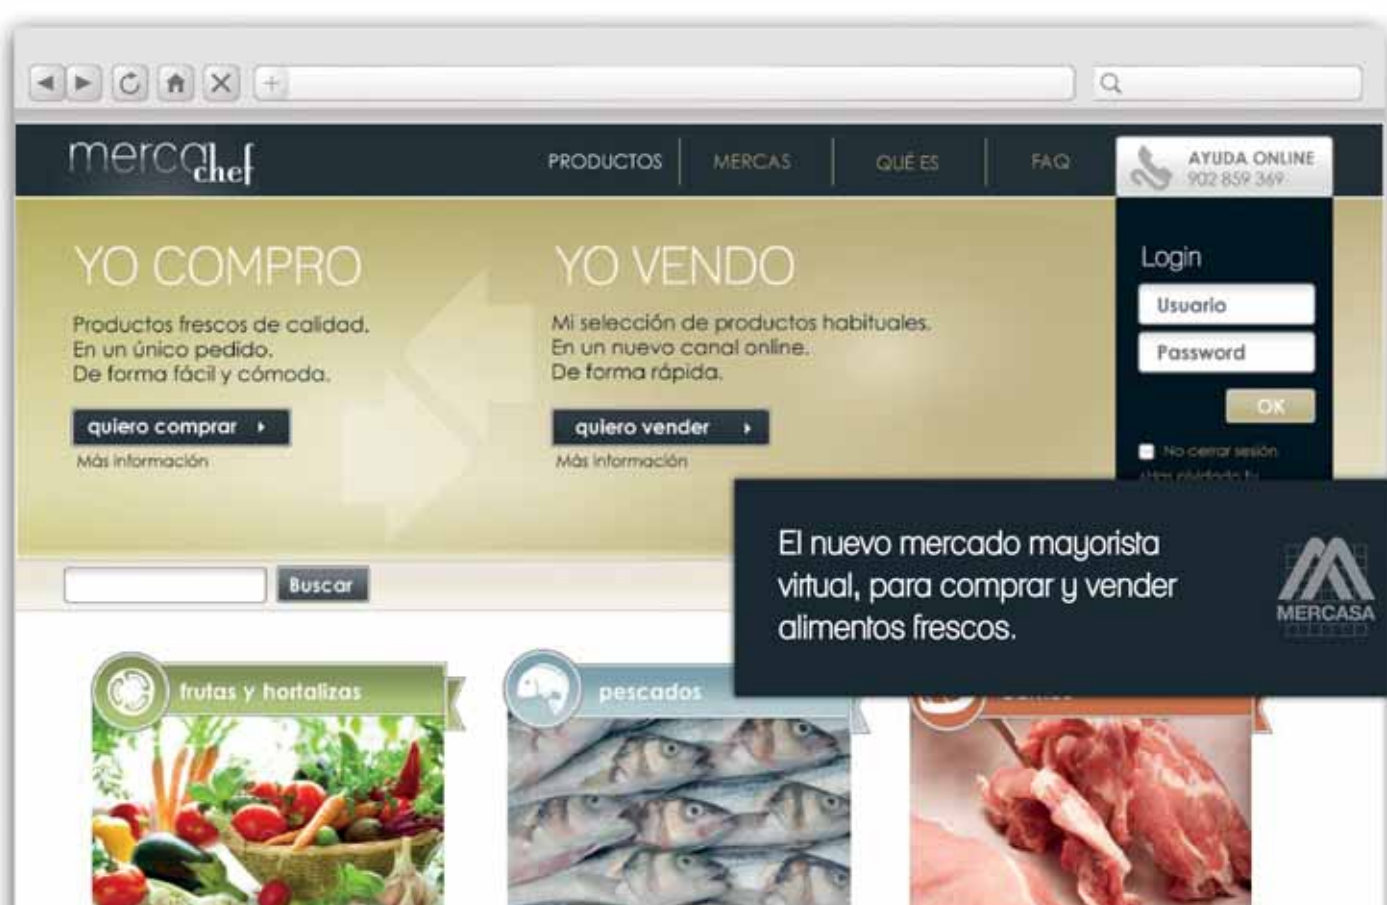 mercachef
PRODUCTOS
MERCAS
QUÉ ES
FAQ
AYUDA ONLINE
902 859 369
YO COMPRO
Productos frescos de calidad.
En un único pedido.
De forma fácil y cómoda.
quiero comprar
Más información
YO VENDO
Mi selección de productos habituales.
En un nuevo canal online.
De forma rápida.
quiero vender
Más información
Login
Usuario
Password
OK
No cerrar sesión
El nuevo mercado mayorista
virtual, para comprar y vender
alimentos frescos.
MERCASA
Buscar
frutas y hortalizas
pescados